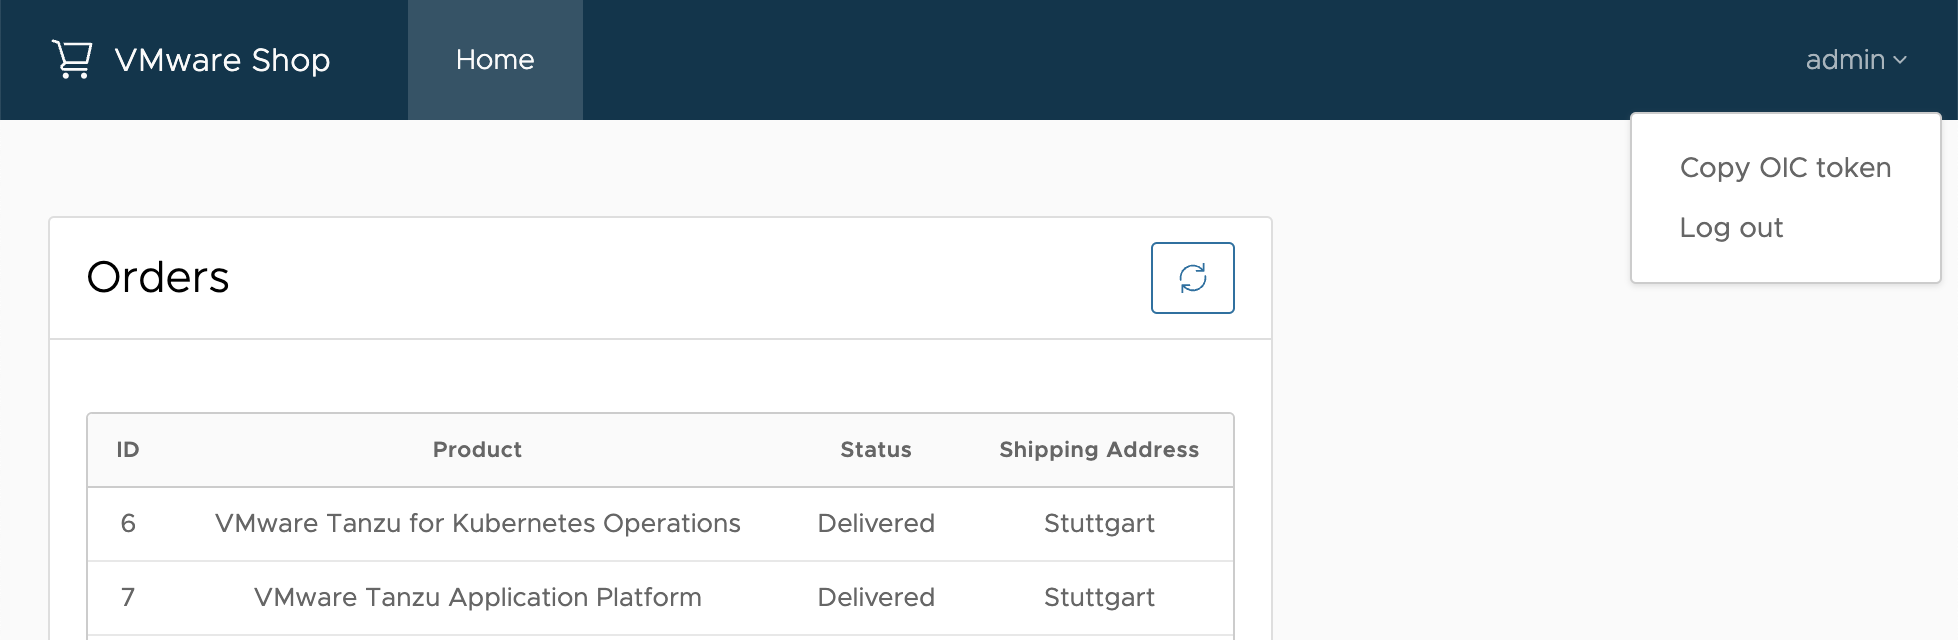 VMware Shop Home admin
Copy OIC token
Log out
Orders
ID Product Status Shipping Address
6 VMware Tanzu for Kubernetes Operations Delivered Stuttgart
7 VMware Tanzu Application Platform Delivered Stuttgart